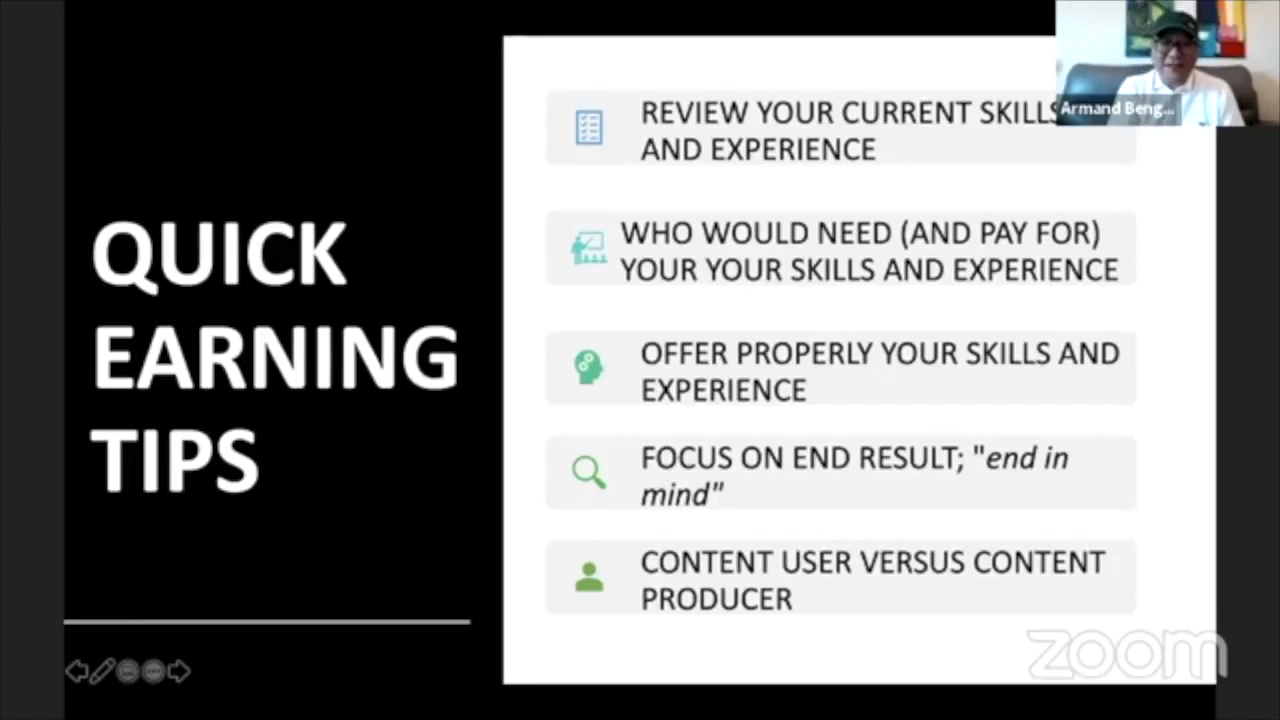 QUICK
EARNING
TIPS
REVIEW YOUR CURRENT SKILLS
AND EXPERIENCE
WHO WOULD NEED (AND PAY FOR)
YOUR YOUR SKILLS AND EXPERIENCE
OFFER PROPERLY YOUR SKILLS AND
EXPERIENCE
FOCUS ON END RESULT; "end in
mind"
CONTENT USER VERSUS CONTENT
PRODUCER
Armand Beng...
zoom